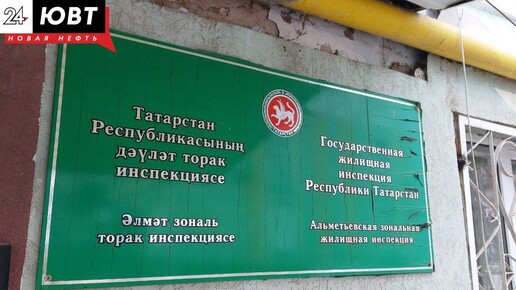 24 ЮВТ
НОВАЯ НЕФТЬ
Татарстан
Республикасының
дәүләт торак
инспекциясе
Әлмәт зональ
торак инспекциясе
Государственная
жилищная
инспекция
Республики Татарстан
Альметьевская зональная
жилищная инспекция